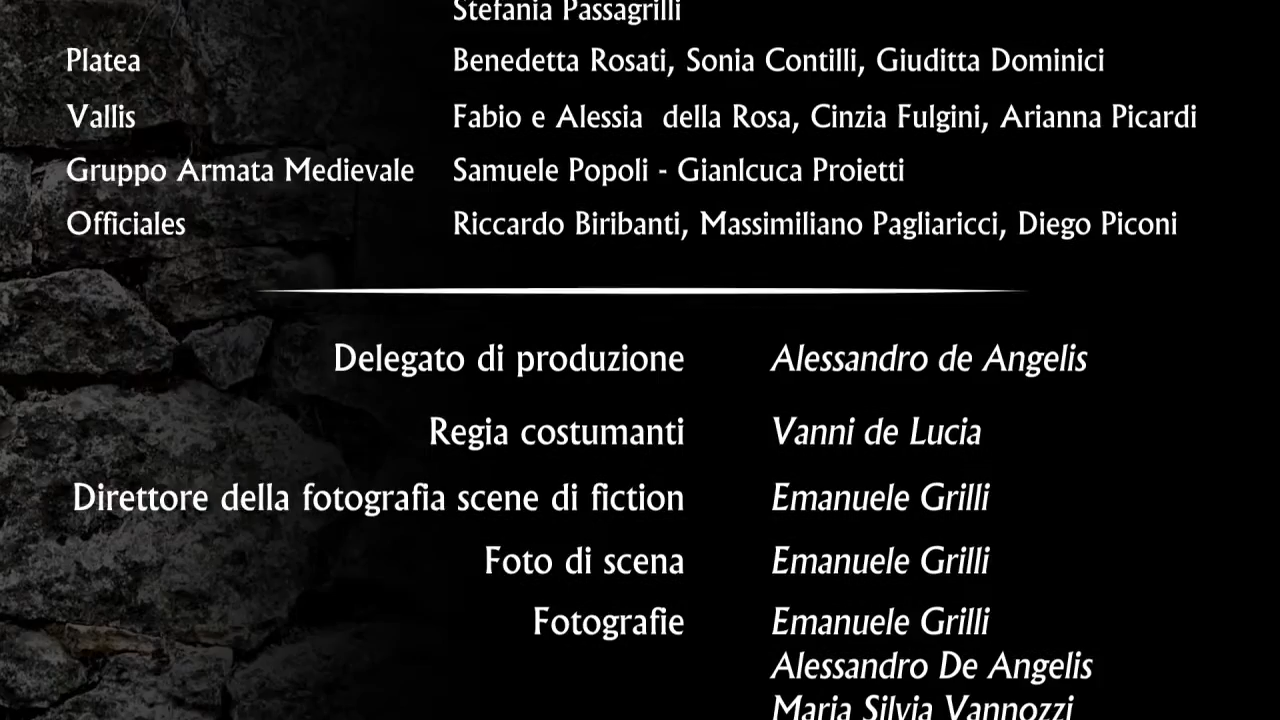 Stefania Passagrilli
Platea Benedetta Rosati, Sonia Contilli, Giuditta Dominici
Vallis Fabio e Alessia della Rosa, Cinzia Fulgini, Arianna Picardi
Gruppo Armata Medievale Samuele Popoli - Gianlcuca Proietti
Officiales Riccardo Biribanti, Massimiliano Pagliaricci, Diego Piconi
Delegato di produzione Alessandro de Angelis
Regia costumanti Vanni de Lucia
Direttore della fotografia scene di fiction Emanuele Grilli
Foto di scena Emanuele Grilli
Fotografie Emanuele Grilli
Alessandro De Angelis
Maria Silvia Vannozzi